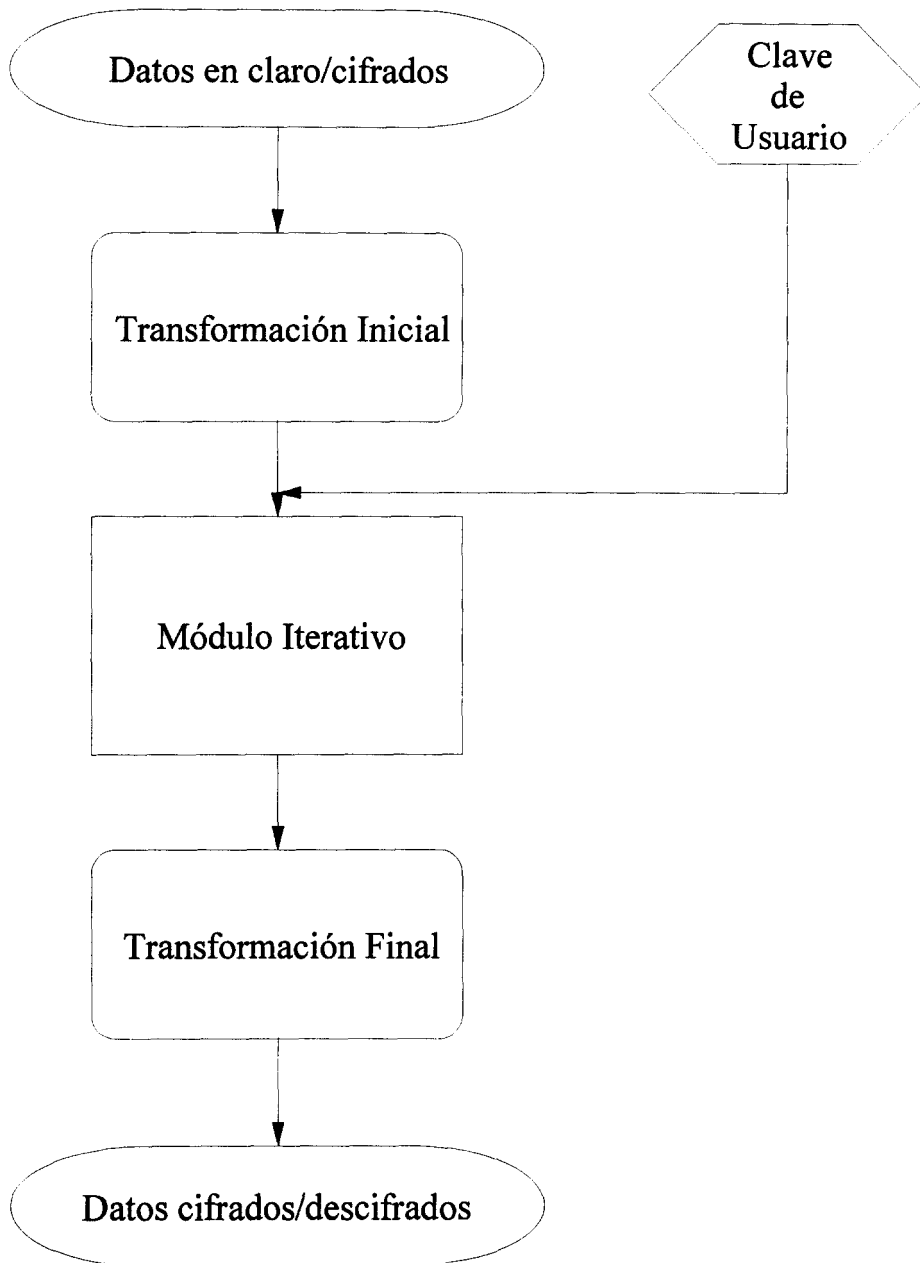 Datos en claro/cifrados
Clave
de
Usuario
Transformación Inicial
Módulo Iterativo
Transformación Final
Datos cifrados/descifrados